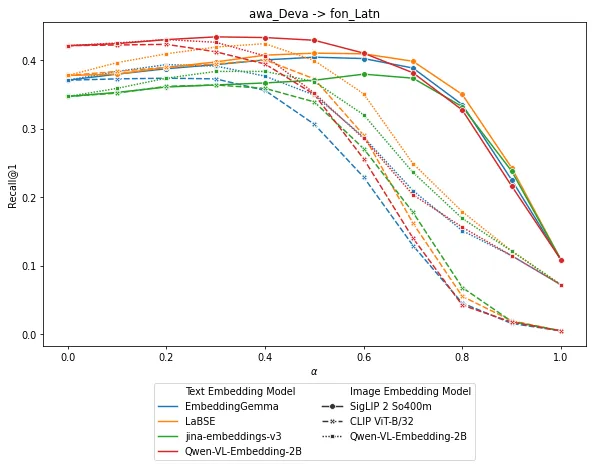 awa_Deva -> fon_Latn
Recall@1
0.4
0.3
0.2
0.1
0.0
0.0 0.2 0.4 0.6 0.8 1.0
α
Text Embedding Model
EmbeddingGemma
LaBSE
jina-embeddings-v3
Qwen-VL-Embedding-2B
Image Embedding Model
SigLIP 2 So400m
CLIP ViT-B/32
Qwen-VL-Embedding-2B